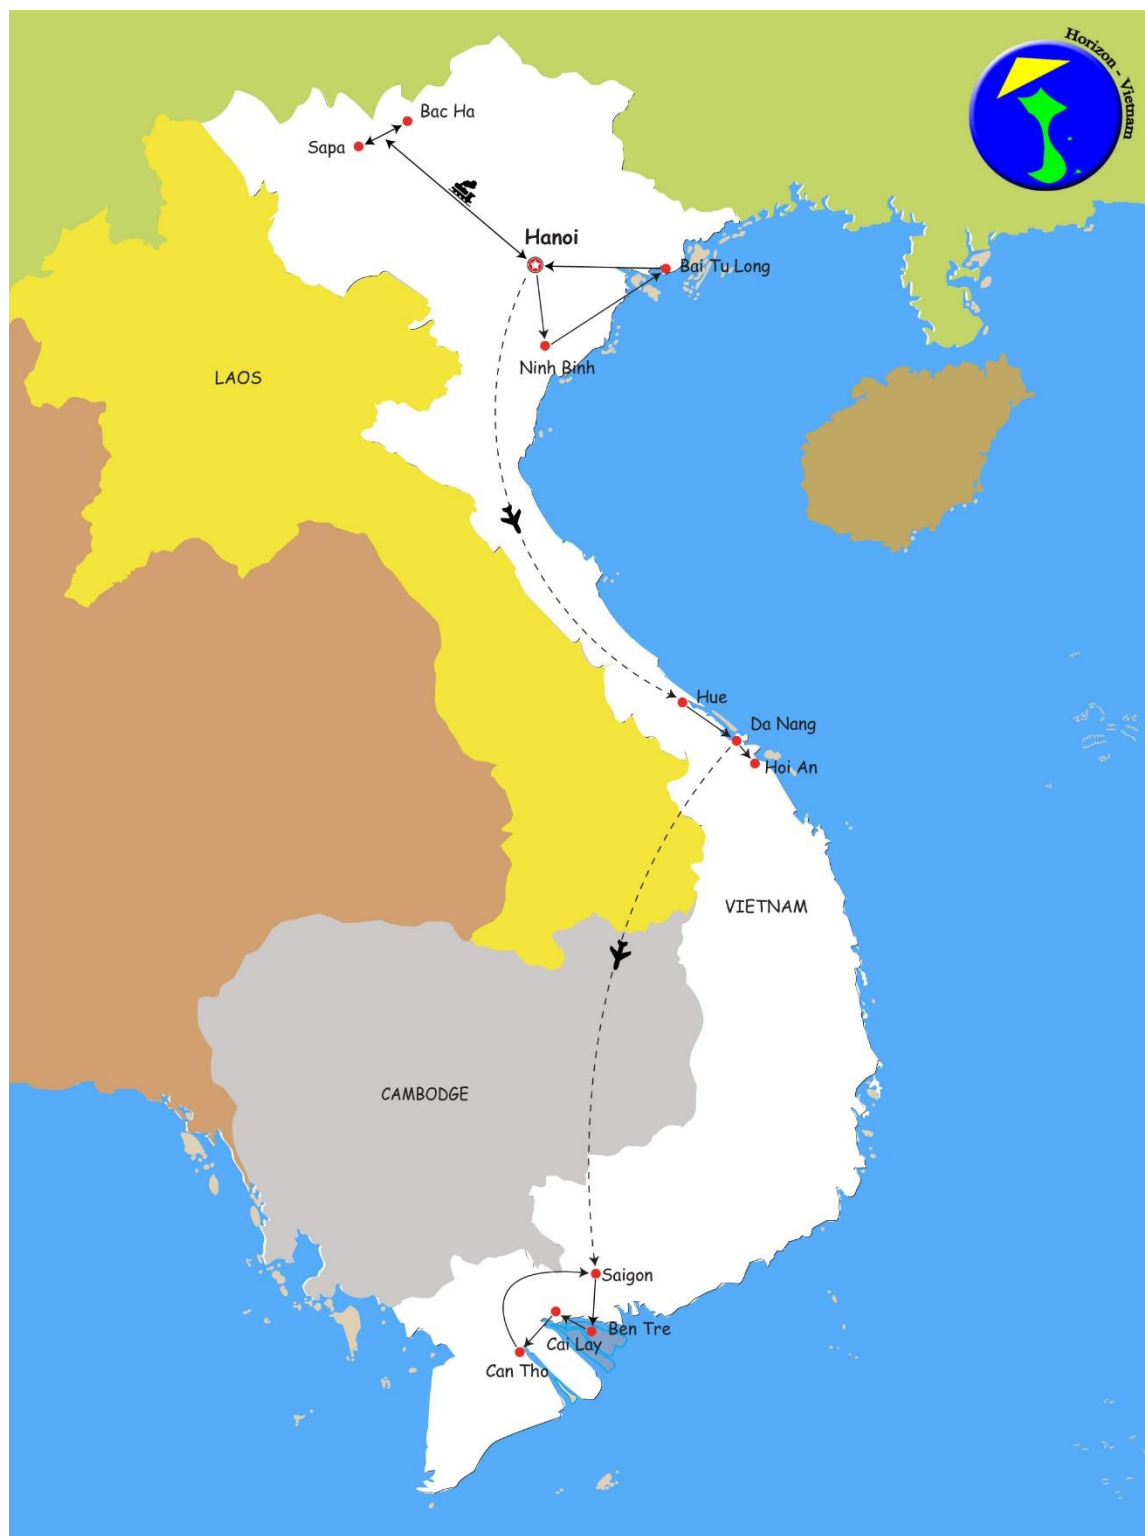 Horizon - Vietnam
Bac Ha
Sapa
Hanoi
Bai Tu Long
Ninh Binh
LAOS
Hue
Da Nang
Hoi An
VIETNAM
CAMBODGE
Saigon
Ben Tre
Cai Lay
Can Tho